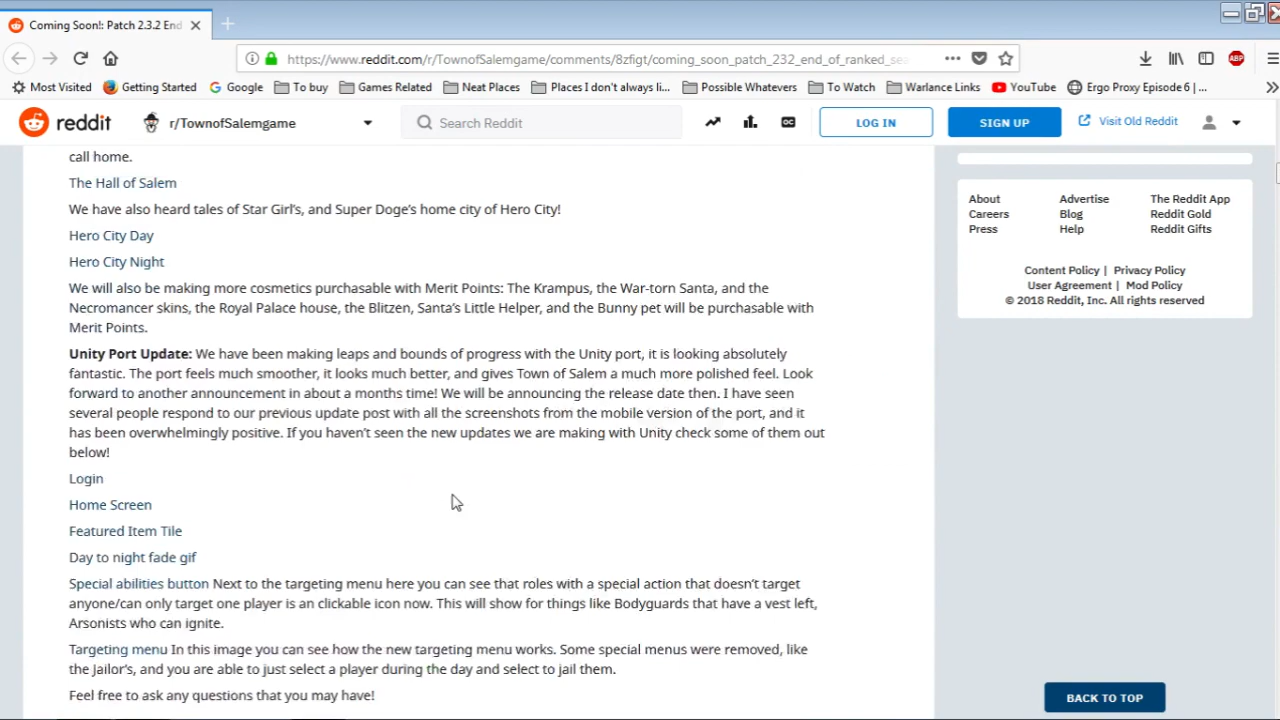 Coming Soon!: Patch 2.3.2 End
https://www.reddit.com/r/TownofSalemgame/comments/8zfigt/coming_soon_patch_232_end_of_ranked_sea
ABP
Most Visited Getting Started Google To buy Games Related Neat Places Places I don't always li... Possible Whatevers To Watch Warlance Links YouTube Ergo Proxy Episode 6 | ...
reddit r/TownofSalemgame Search Reddit LOG IN SIGN UP Visit Old Reddit
call home.
The Hall of Salem
We have also heard tales of Star Girl's, and Super Doge's home city of Hero City!
Hero City Day
Hero City Night
We will also be making more cosmetics purchasable with Merit Points: The Krampus, the War-torn Santa, and the
Necromancer skins, the Royal Palace house, the Blitzen, Santa's Little Helper, and the Bunny pet will be purchasable with
Merit Points.
Unity Port Update: We have been making leaps and bounds of progress with the Unity port, it is looking absolutely
fantastic. The port feels much smoother, it looks much better, and gives Town of Salem a much more polished feel. Look
forward to another announcement in about a months time! We will be announcing the release date then. I have seen
several people respond to our previous update post with all the screenshots from the mobile version of the port, and it
has been overwhelmingly positive. If you haven't seen the new updates we are making with Unity check some of them out
below!
Login
Home Screen
Featured Item Tile
Day to night fade gif
Special abilities button Next to the targeting menu here you can see that roles with a special action that doesn't target
anyone/can only target one player is an clickable icon now. This will show for things like Bodyguards that have a vest left,
Arsonists who can ignite.
Targeting menu In this image you can see how the new targeting menu works. Some special menus were removed, like
the Jailor's, and you are able to just select a player during the day and select to jail them.
Feel free to ask any questions that you may have!
About Advertise The Reddit App
Careers Blog Reddit Gold
Press Help Reddit Gifts
Content Policy | Privacy Policy
User Agreement | Mod Policy
© 2018 Reddit, Inc. All rights reserved
BACK TO TOP